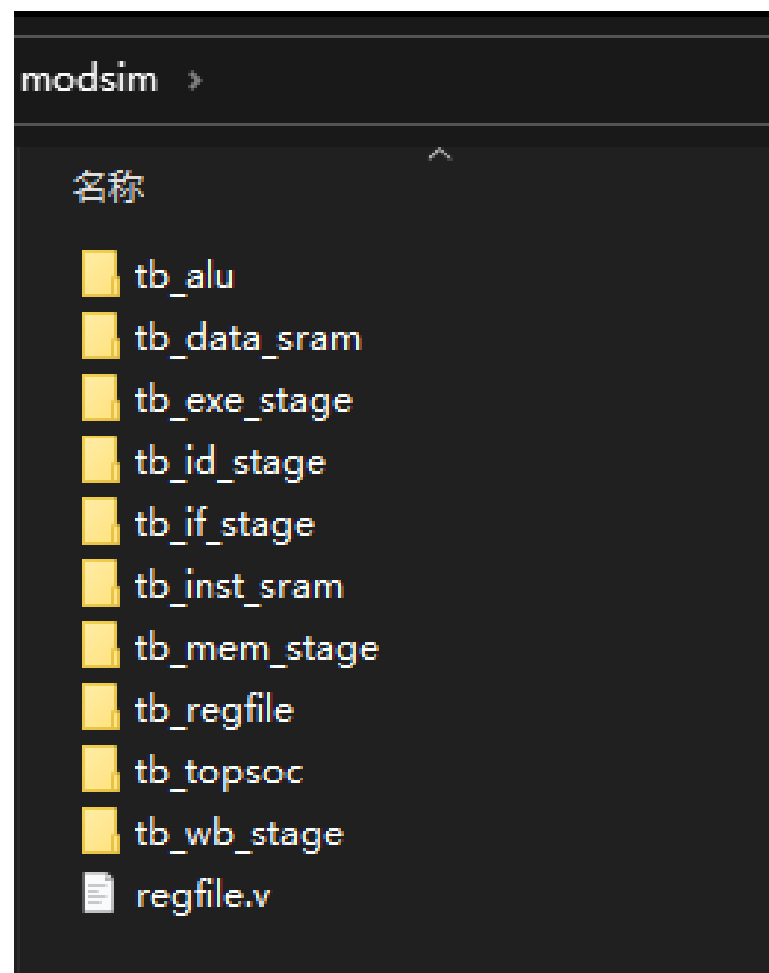 modsim
名称
tb_alu
tb_data_sram
tb_exe_stage
tb_id_stage
tb_if_stage
tb_inst_sram
tb_mem_stage
tb_regfile
tb_topsoc
tb_wb_stage
regfile.v